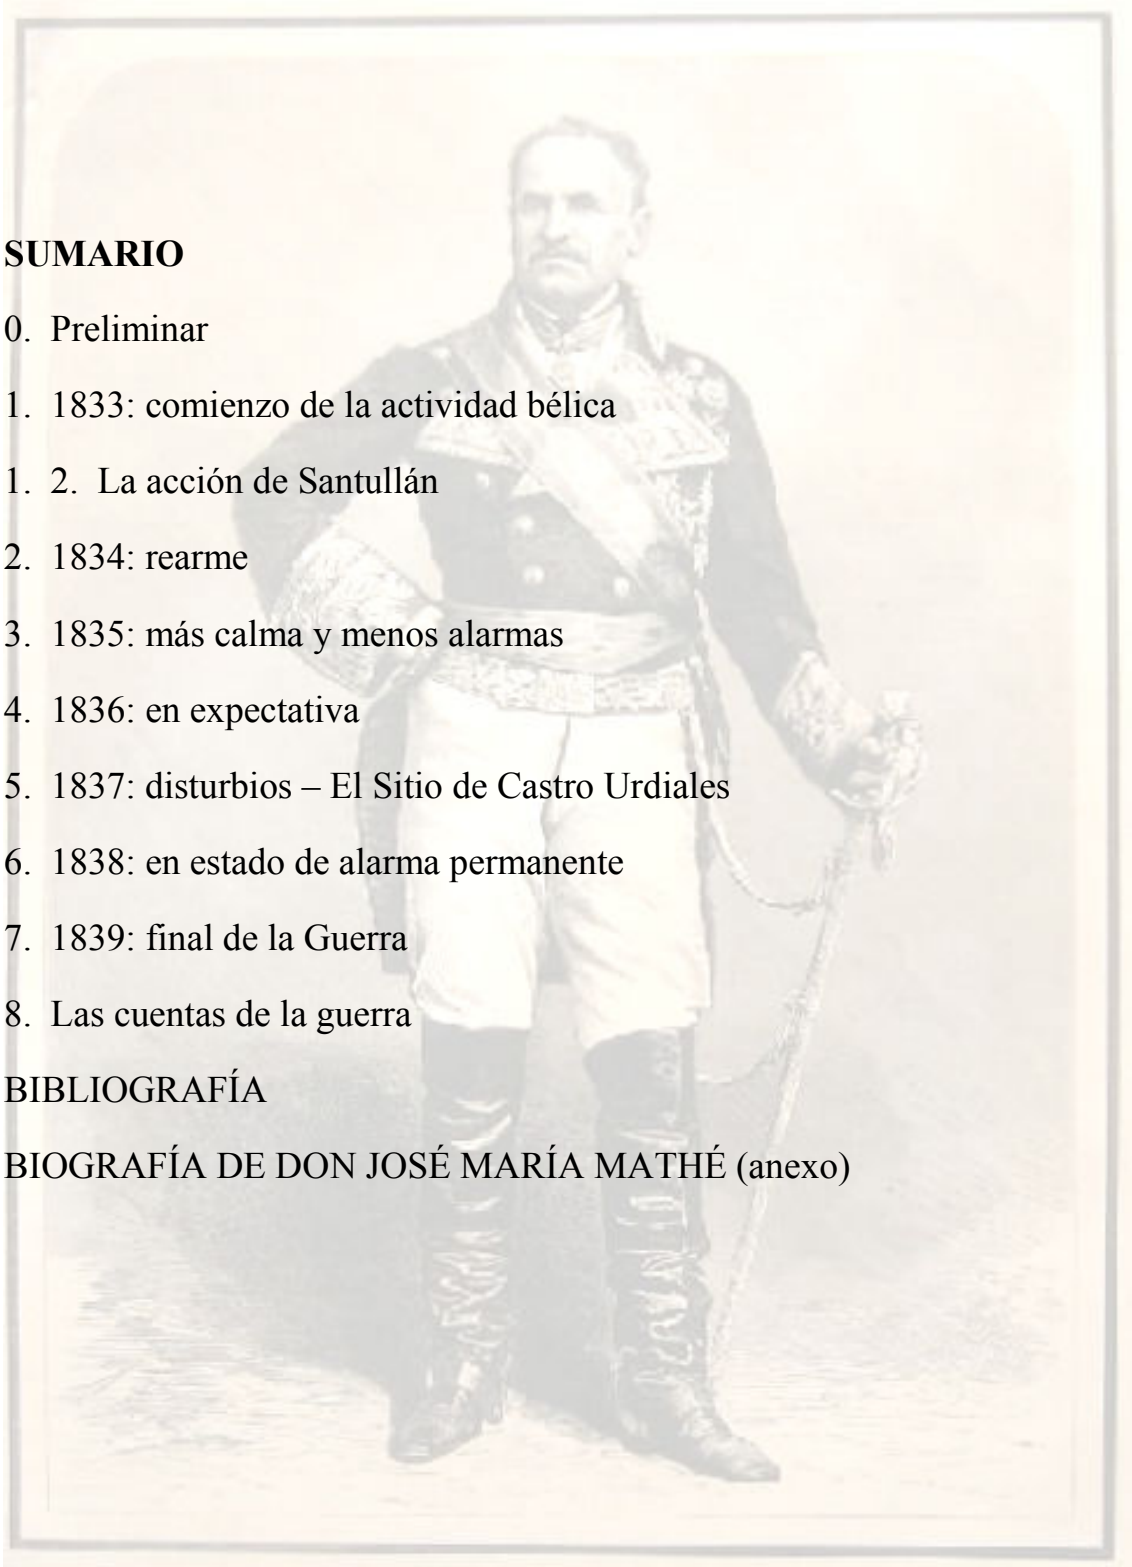 SUMARIO
0. Preliminar
1. 1833: comienzo de la actividad bélica
1. 2. La acción de Santullán
2. 1834: rearme
3. 1835: más calma y menos alarmas
4. 1836: en expectativa
5. 1837: disturbios – El Sitio de Castro Urdiales
6. 1838: en estado de alarma permanente
7. 1839: final de la Guerra
8. Las cuentas de la guerra
BIBLIOGRAFÍA
BIOGRAFÍA DE DON JOSÉ MARÍA MATHÉ (anexo)